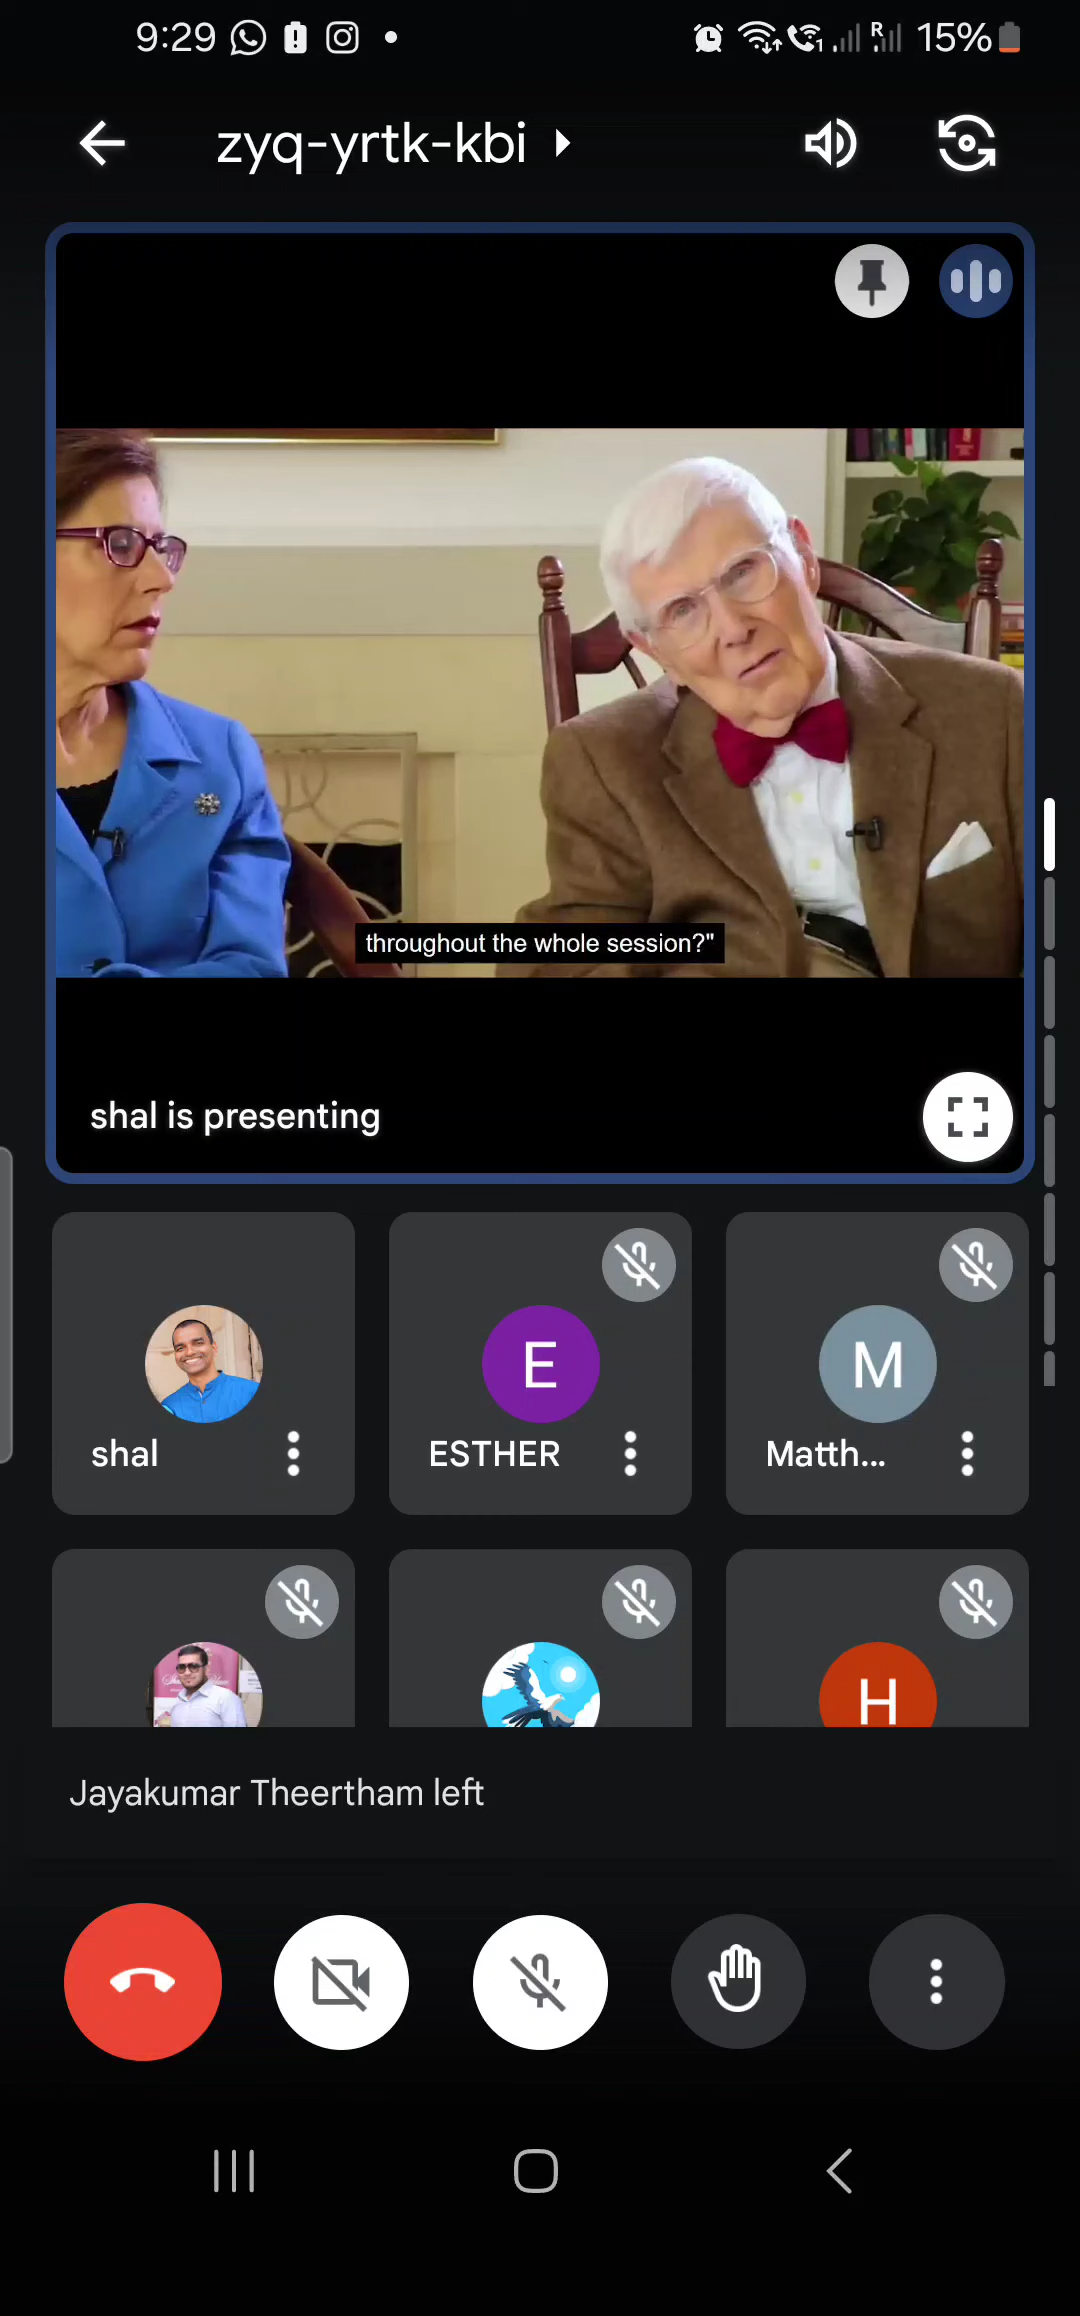 9:29
R
1
15%
zyq-yrtk-kbi
throughout the whole session?"
shal is presenting
shal
ESTHER
E
Matth...
M
H
Jayakumar Theertham left